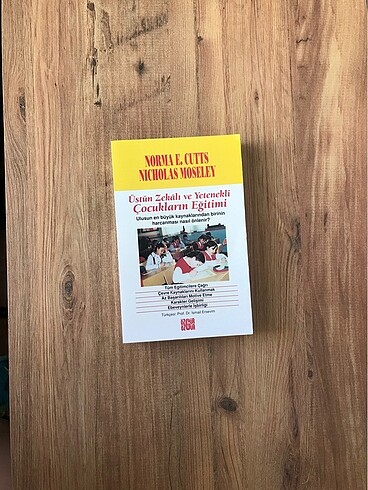 NORMA E. CUTTS
NICHOLAS MOSELEY
Üstün Zekâlı ve Yetenekli
Çocukların Eğitimi
Ulusun en büyük kaynaklarından birinin
harcanması nasıl önlenir?
Tüm Eğitimcilere Çağrı
Çevre Kaynaklarını Kullanmak
Az Başarılıları Motive Etme
Karakter Gelişimi
Ebeveynlerle İşbirliği
Türkçesi: Prof. Dr. İsmail Ersevim